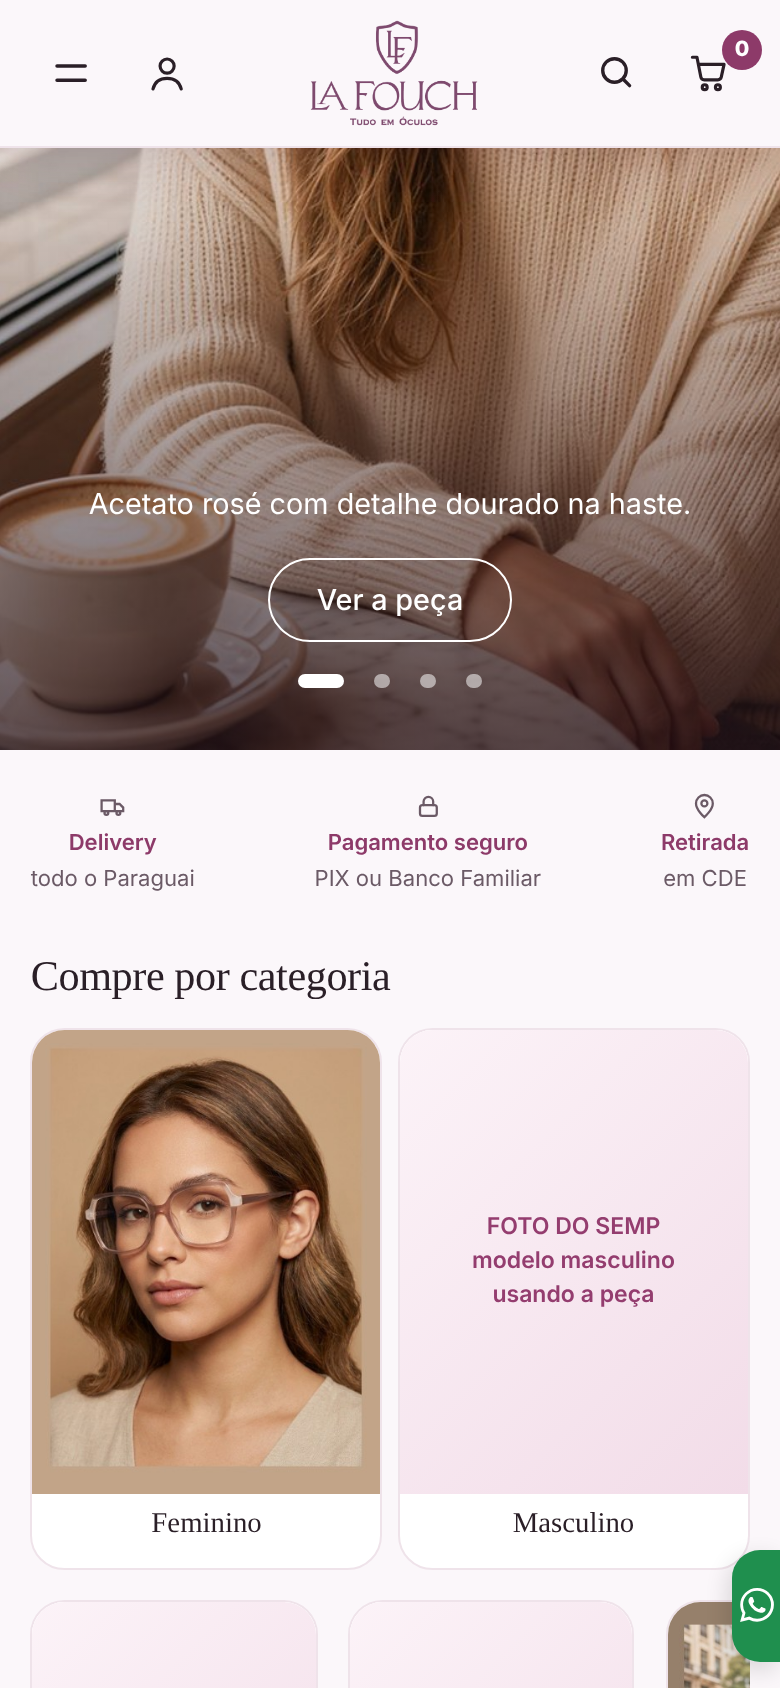 LF
0
LA FOUCH
Tudo em Óculos
Acetato rosé com detalhe dourado na haste.
Ver a peça
Delivery
todo o Paraguai
Pagamento seguro
PIX ou Banco Familiar
Retirada
em CDE
Compre por categoria
FOTO DO SEMP
modelo masculino
usando a peça
Feminino
Masculino